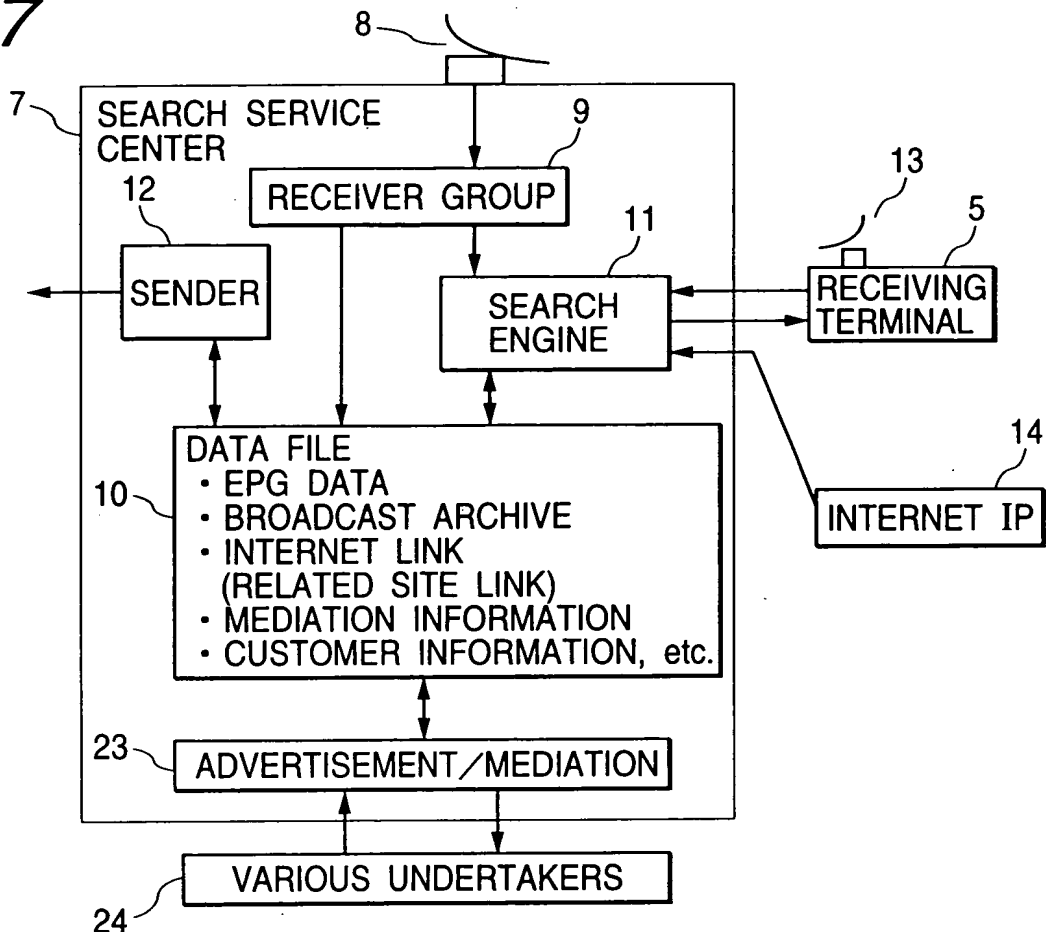 7
8
7
SEARCH SERVICE
CENTER
9
RECEIVER GROUP
12
SENDER
11
SEARCH
ENGINE
13
5
RECEIVING
TERMINAL
14
INTERNET IP
10
DATA FILE
· EPG DATA
· BROADCAST ARCHIVE
· INTERNET LINK
(RELATED SITE LINK)
· MEDIATION INFORMATION
· CUSTOMER INFORMATION, etc.
23
ADVERTISEMENT/MEDIATION
VARIOUS UNDERTAKERS
24